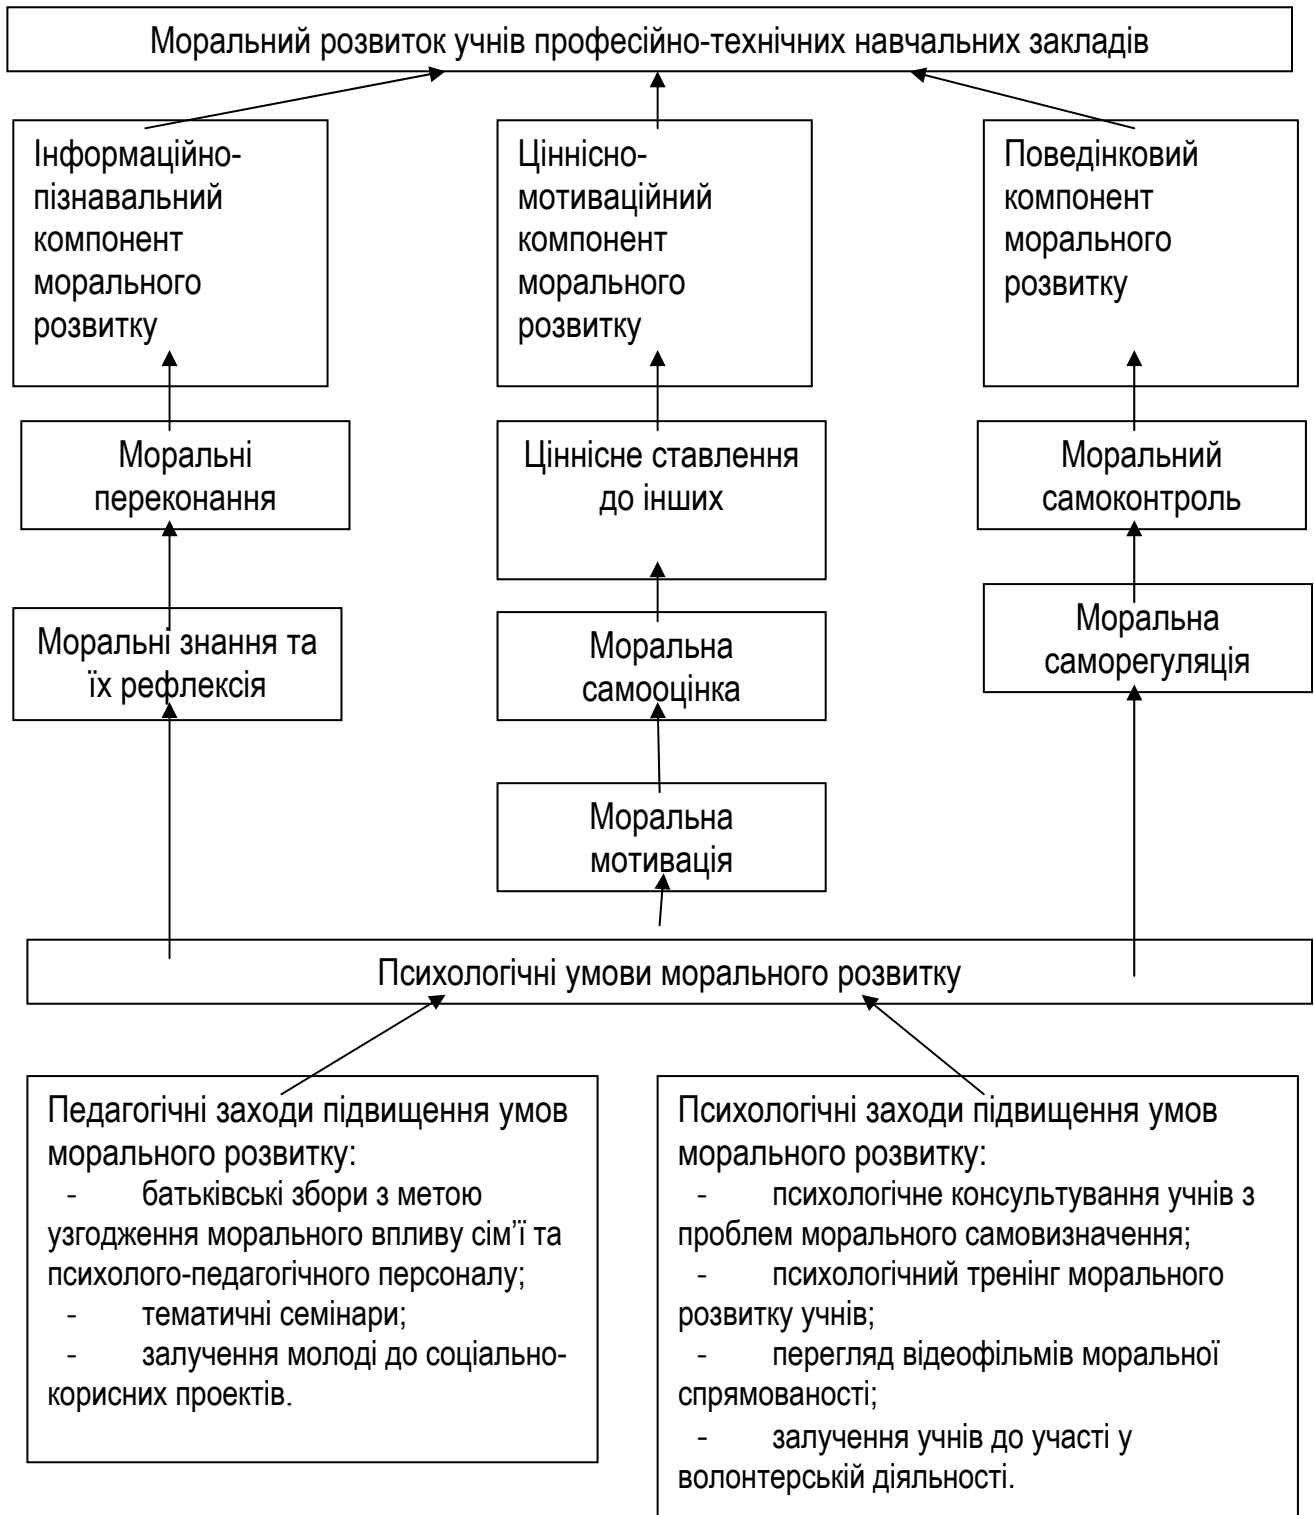 Моральний розвиток учнів професійно-технічних навчальних закладів
Інформаційно-
пізнавальний
компонент
морального
розвитку
Ціннісно-
мотиваційний
компонент
морального
розвитку
Поведінковий
компонент
морального
розвитку
Моральні
переконання
Ціннісне ставлення
до інших
Моральний
самоконтроль
Моральні знання та
їх рефлексія
Моральна
самооцінка
Моральна
саморегуляція
Моральна
мотивація
Психологічні умови морального розвитку
Педагогічні заходи підвищення умов
морального розвитку:
- батьківські збори з метою
узгодження морального впливу сім’ї та
психолого-педагогічного персоналу;
- тематичні семінари;
- залучення молоді до соціально-
корисних проектів.
Психологічні заходи підвищення умов
морального розвитку:
- психологічне консультування учнів з
проблем морального самовизначення;
- психологічний тренінг морального
розвитку учнів;
- перегляд відеофільмів моральної
спрямованості;
- залучення учнів до участі у
волонтерській діяльності.